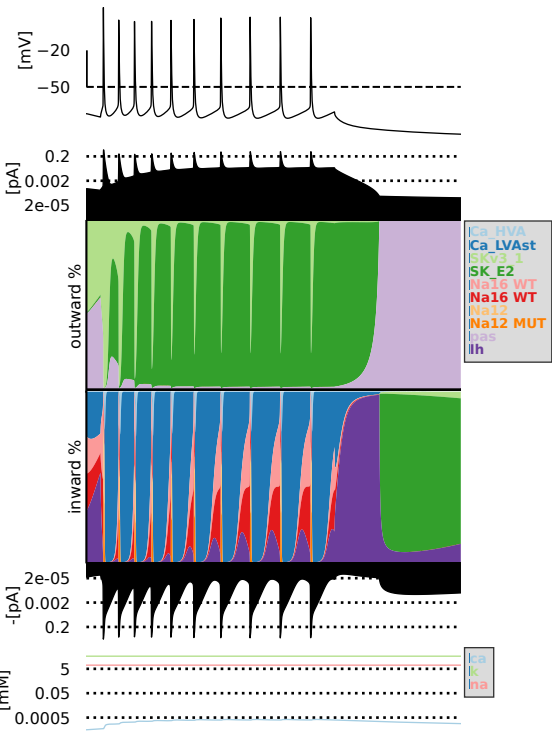 [mV]
−20
−50
[pA]
0.2
0.002
2e-05
outward %
Ca_HVA
Ca_LVAst
SKv3_1
SK_E2
Na16 WT
Na16 WT
Na12
Na12 MUT
pas
Ih
inward %
-[pA]
2e-05
0.002
0.2
[mM]
5
0.05
0.0005
ca
k
na